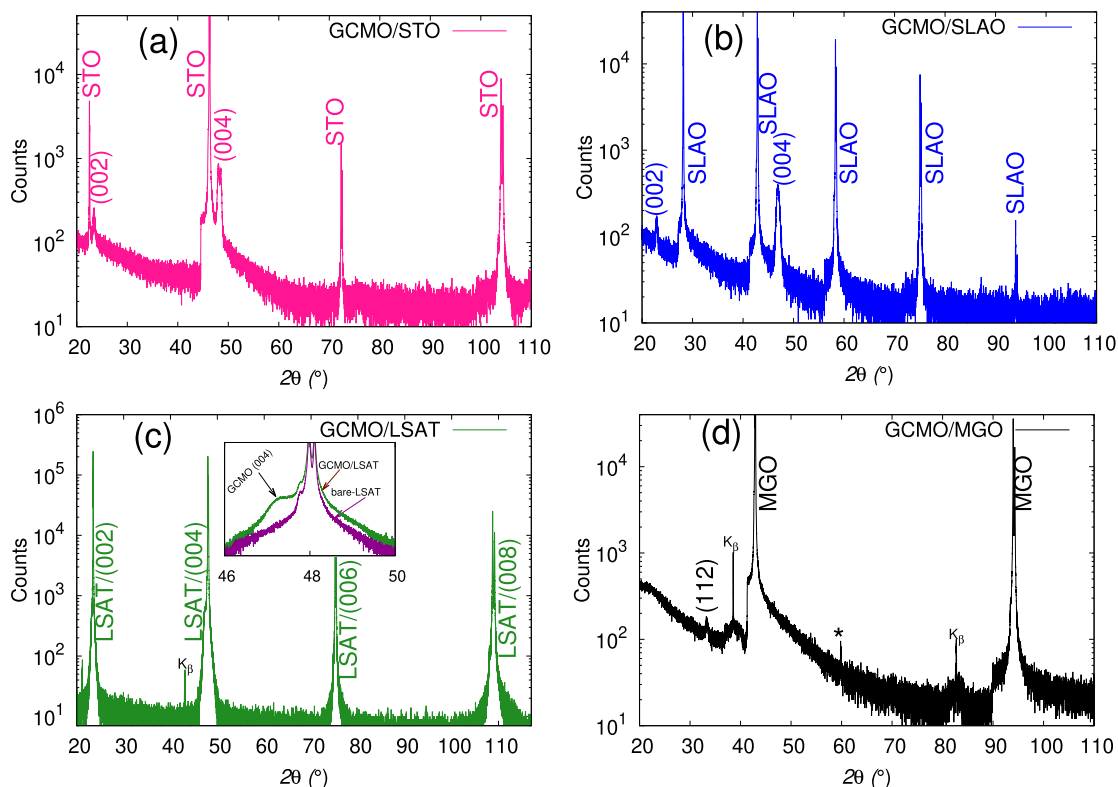 (a)
GCMO/STO
STO
(002)
STO
(004)
STO
STO
Counts
10^4
10^3
10^2
10^1
20 30 40 50 60 70 80 90 100 110
2θ (°)
(b)
GCMO/SLAO
(002)
SLAO
SLAO
(004)
SLAO
SLAO
SLAO
Counts
10^4
10^3
10^2
10^1
20 30 40 50 60 70 80 90 100 110
2θ (°)
(c)
GCMO/LSAT
LSAT/(002)
Kβ
LSAT/(004)
LSAT/(006)
LSAT/(008)
GCMO (004)
GCMO/LSAT
bare-LSAT
46 48 50
Counts
10^6
10^5
10^4
10^3
10^2
10^1
20 30 40 50 60 70 80 90 100 110
2θ (°)
(d)
GCMO/MGO
(112)
Kβ
MGO
*
Kβ
MGO
Counts
10^4
10^3
10^2
10^1
20 30 40 50 60 70 80 90 100 110
2θ (°)